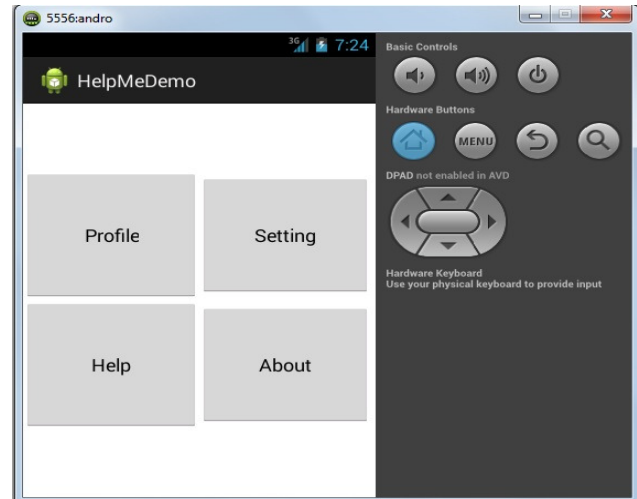 5556:andro
3G 7:24
HelpMeDemo
Profile
Setting
Help
About
Basic Controls
Hardware Buttons
MENU
DPAD not enabled in AVD
Hardware Keyboard
Use your physical keyboard to provide input